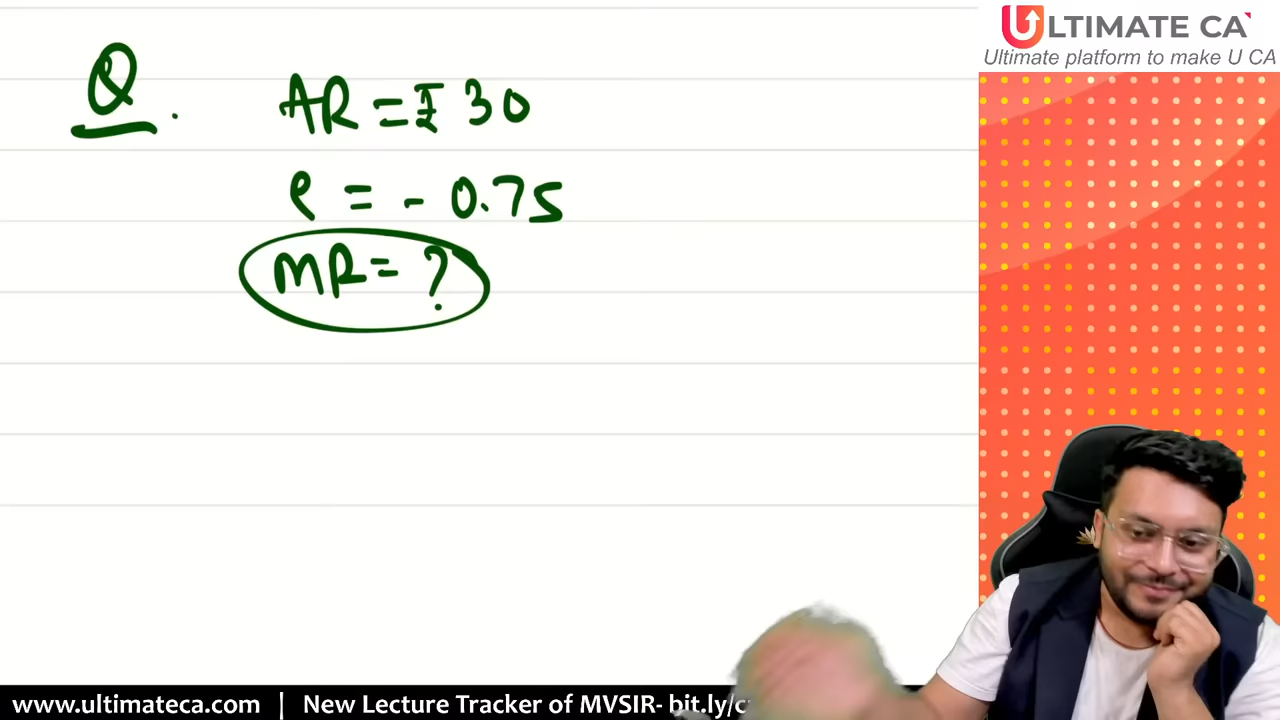 ULTIMATE CA
Ultimate platform to make U CA
Q.
AR = ₹ 30
e = - 0.75
MR = ?
www.ultimateca.com | New Lecture Tracker of MVSIR- bit.ly/c